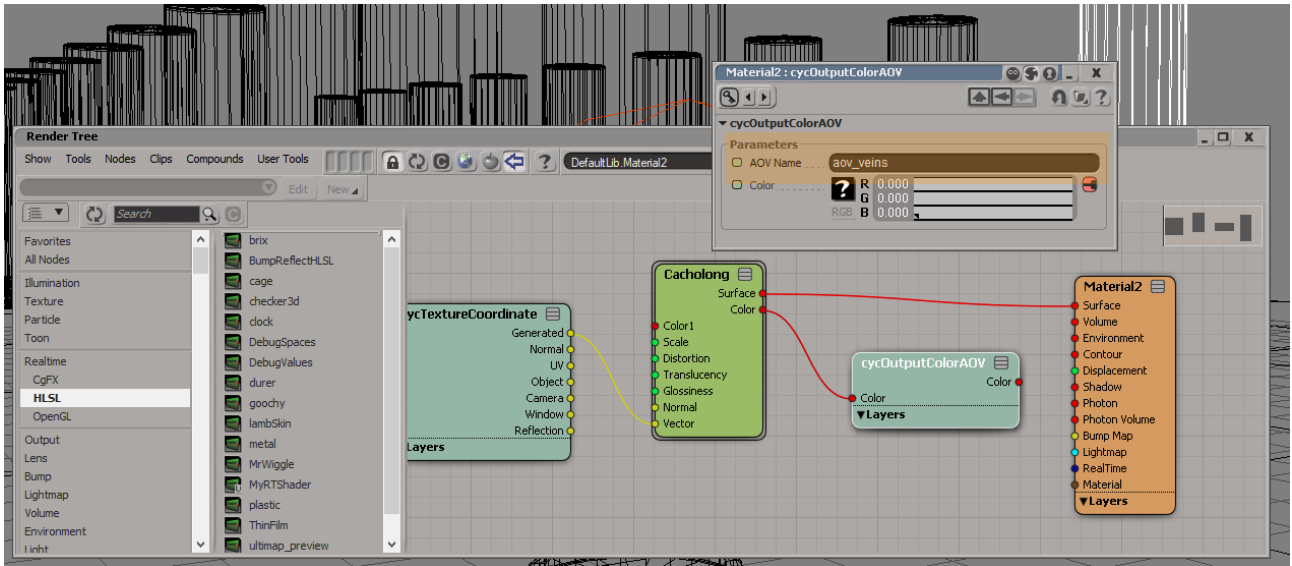 Material2 : cycOutputColorAOV
cycOutputColorAOV
Parameters
AOV Name
aov_veins
Color
R 0.000
G 0.000
RGB B 0.000
Render Tree
Show Tools Nodes Clips Compounds User Tools
DefaultLib.Material2
Edit New
Search
Favorites
All Nodes
Illumination
Texture
Particle
Toon
Realtime
CgFX
HLSL
OpenGL
Output
Lens
Bump
Lightmap
Volume
Environment
Light
brix
BumpReflectHLSL
cage
checker3d
clock
DebugSpaces
DebugValues
durer
goochy
lambSkin
metal
MrWiggle
MyRTShader
plastic
ThinFilm
ultimap_preview
ycTextureCoordinate
Generated
Normal
UV
Object
Camera
Window
Reflection
Layers
Cacholong
Surface
Color
Color1
Scale
Distortion
Translucency
Glossiness
Normal
Vector
cycOutputColorAOV
Color
Color
Layers
Material2
Surface
Volume
Environment
Contour
Displacement
Shadow
Photon
Photon Volume
Bump Map
Lightmap
RealTime
Material
Layers